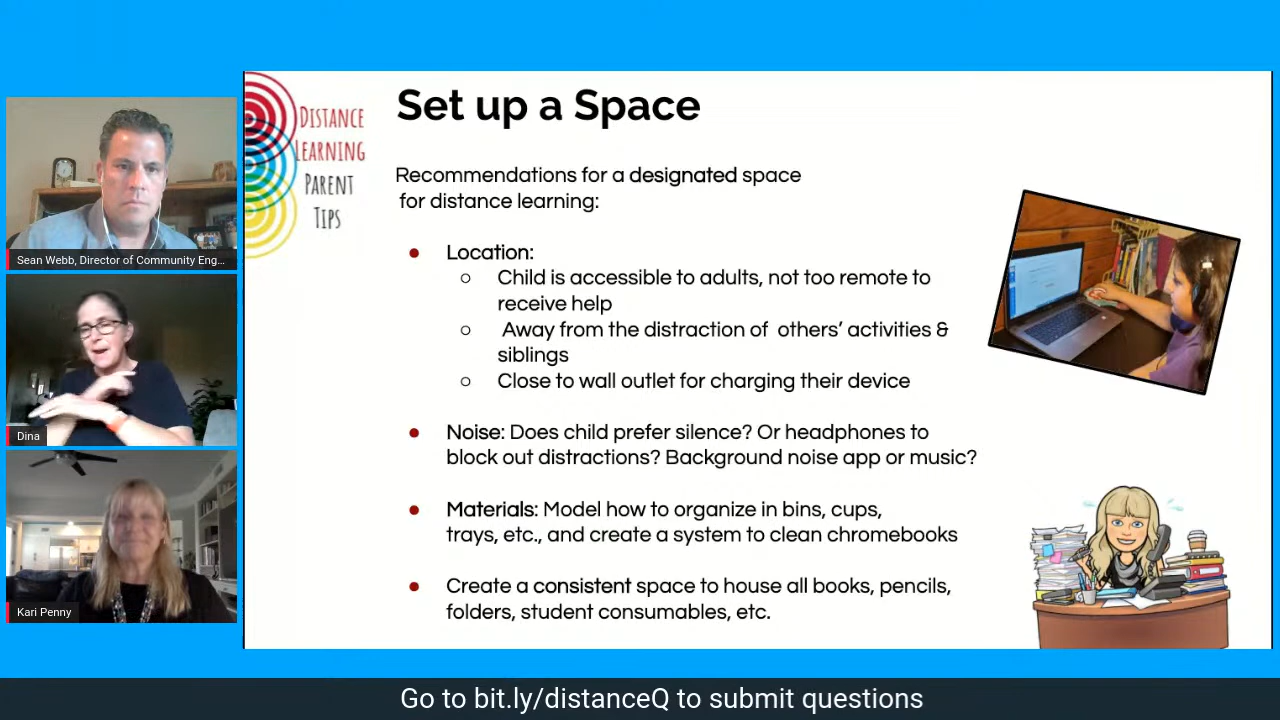 DISTANCE
LEARNING
PARENT
TIPS
Set up a Space
Recommendations for a designated space
for distance learning:
● Location:
○ Child is accessible to adults, not too remote to
receive help
○ Away from the distraction of others’ activities &
siblings
○ Close to wall outlet for charging their device
● Noise: Does child prefer silence? Or headphones to
block out distractions? Background noise app or music?
● Materials: Model how to organize in bins, cups,
trays, etc., and create a system to clean chromebooks
● Create a consistent space to house all books, pencils,
folders, student consumables, etc.
Sean Webb, Director of Community Eng...
Dina
Kari Penny
Go to bit.ly/distanceQ to submit questions